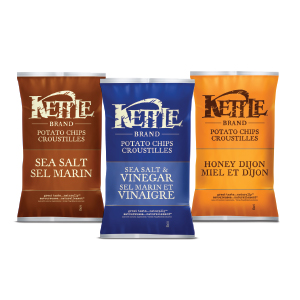 KETTLE
BRAND
POTATO CHIPS
CROUSTILLES
SEA SALT
SEL MARIN
KETTLE
BRAND
POTATO CHIPS
CROUSTILLES
SEA SALT &
VINEGAR
SEL MARIN ET
VINAIGRE
KETTLE
BRAND
POTATO CHIPS
CROUSTILLES
HONEY DIJON
MIEL ET DIJON